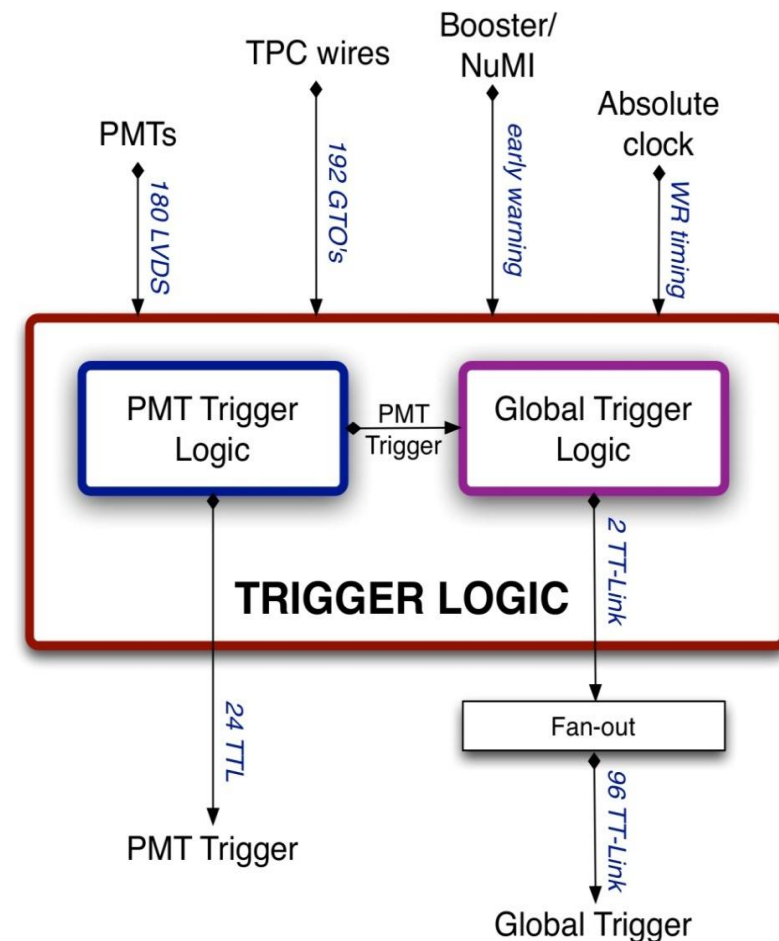 Booster/
NuMI
TPC wires
Absolute
clock
PMTs
180 LVDS
192 GTO's
early warning
WR timing
PMT Trigger
Logic
PMT
Trigger
Global Trigger
Logic
2 TT-Link
TRIGGER LOGIC
24 TTL
Fan-out
96 TT-Link
PMT Trigger
Global Trigger